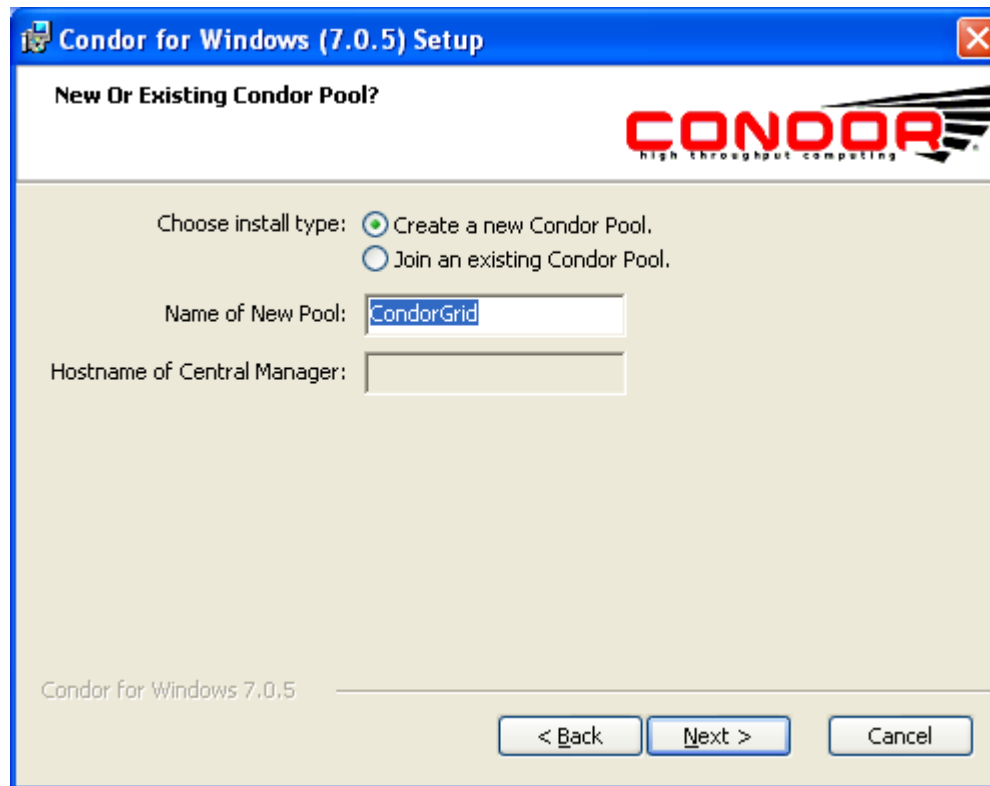 Condor for Windows (7.0.5) Setup
New Or Existing Condor Pool?
CONDOR
high throughput computing
Choose install type: Create a new Condor Pool.
Join an existing Condor Pool.
Name of New Pool: CondorGrid
Hostname of Central Manager:
Condor for Windows 7.0.5
< Back Next > Cancel